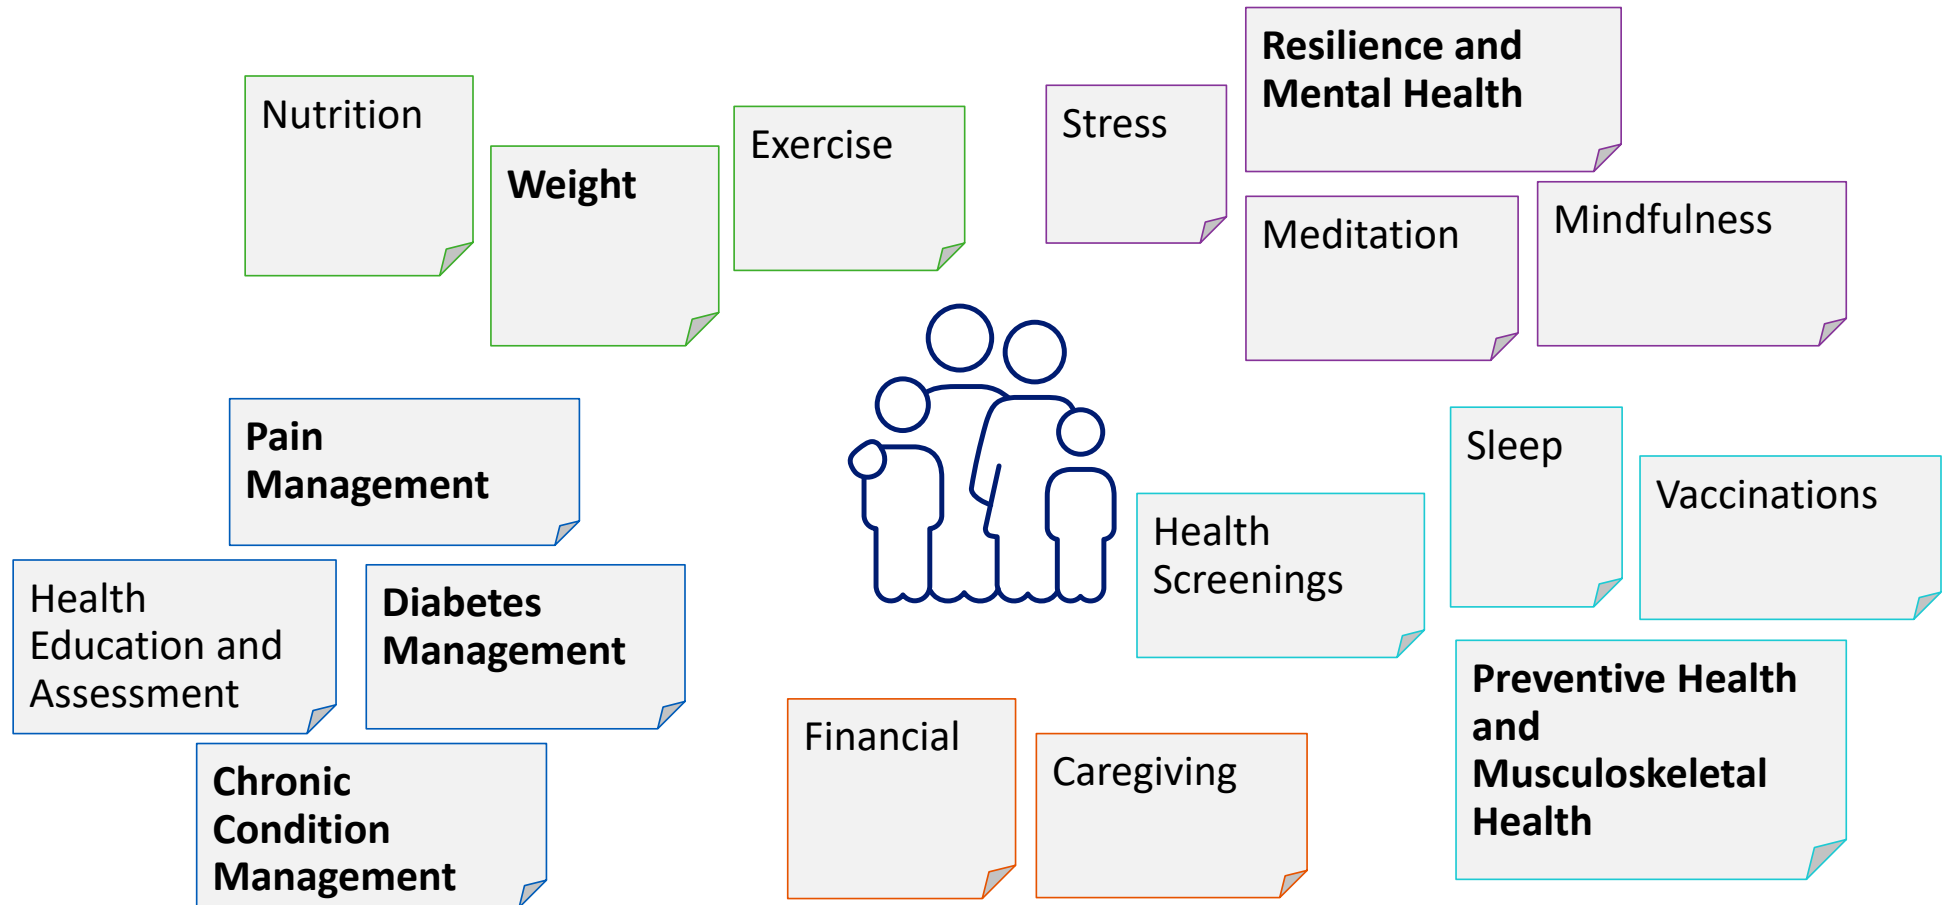 Nutrition
Weight
Exercise
Stress
Resilience and
Mental Health
Meditation
Mindfulness
Pain
Management
Health
Education and
Assessment
Diabetes
Management
Chronic
Condition
Management
Financial
Caregiving
Health
Screenings
Sleep
Vaccinations
Preventive Health
and
Musculoskeletal
Health